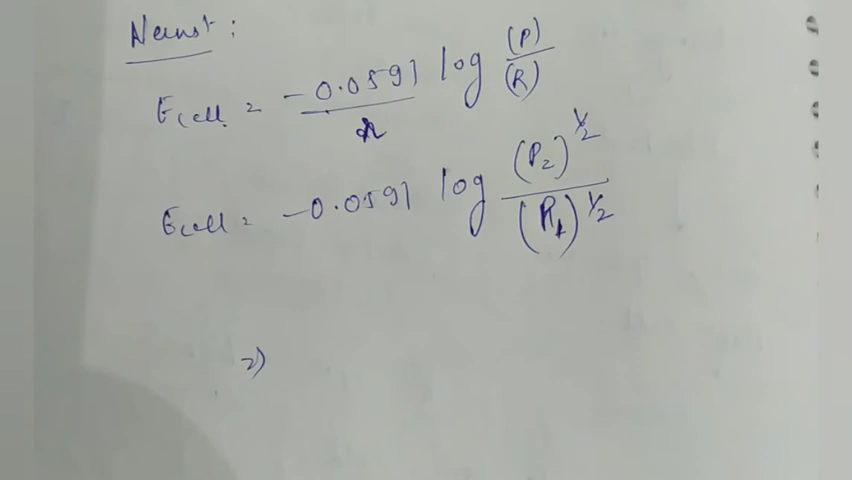 Nernst :
Ecell = -0.0591/n log (P)/(R)
Ecell = -0.0591 log (P2)^1/2/(P1)^1/2
2)